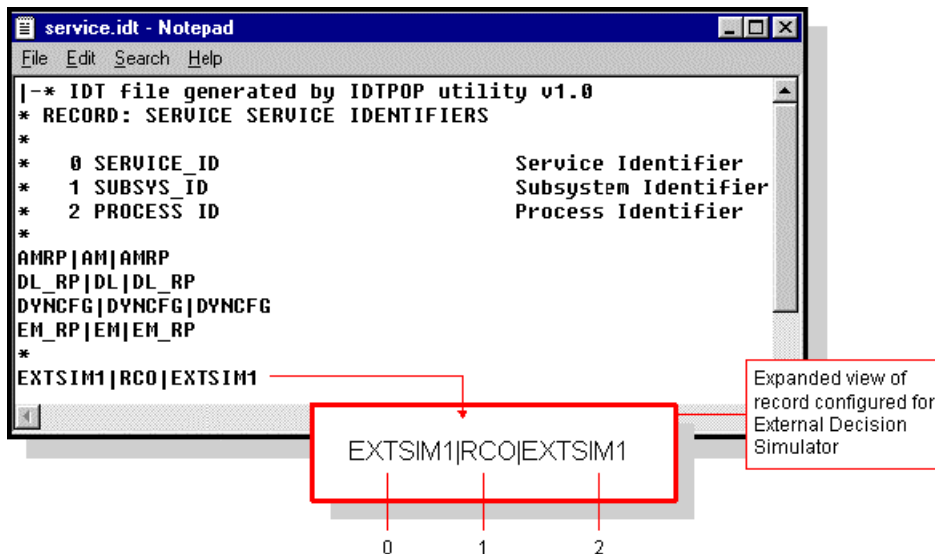 service.idt - Notepad
File Edit Search Help
|-* IDT file generated by IDTPOP utility v1.0
* RECORD: SERVICE SERVICE IDENTIFIERS
*
* 0 SERVICE_ID Service Identifier
* 1 SUBSYS_ID Subsystem Identifier
* 2 PROCESS ID Process Identifier
*
AMRP|AM|AMRP
DL_RP|DL|DL_RP
DYNCFG|DYNCFG|DYNCFG
EM_RP|EM|EM_RP
*
EXTSIM1|RCO|EXTSIM1
Expanded view of
record configured for
External Decision
Simulator
EXTSIM1|RCO|EXTSIM1
0 1 2